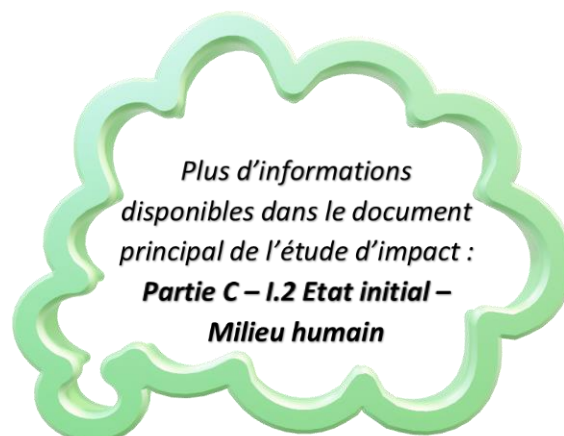 Plus d’informations
disponibles dans le document
principal de l’étude d’impact :
Partie C – I.2 Etat initial –
Milieu humain